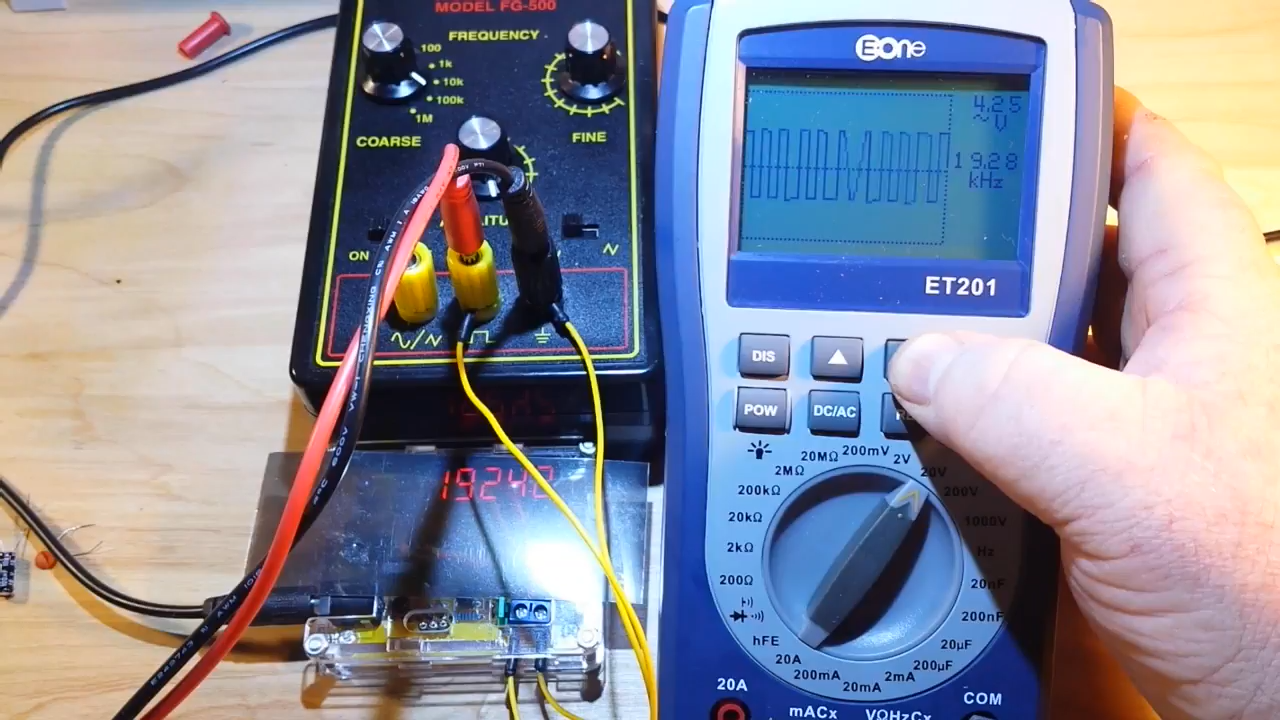 MODEL FG-500
FREQUENCY
100
1k
10k
100k
1M
COARSE
FINE
ON
19240
EONE
4.25
~V
19.28
kHz
ET201
DIS
▲
POW
DC/AC
20MΩ
200mV
2V
20V
200V
1000V
Hz
20nF
200nF
20µF
200µF
2mA
20mA
200mA
20A
hFE
200Ω
2kΩ
20kΩ
200kΩ
2MΩ
20A
mACx
VΩHzCx
COM